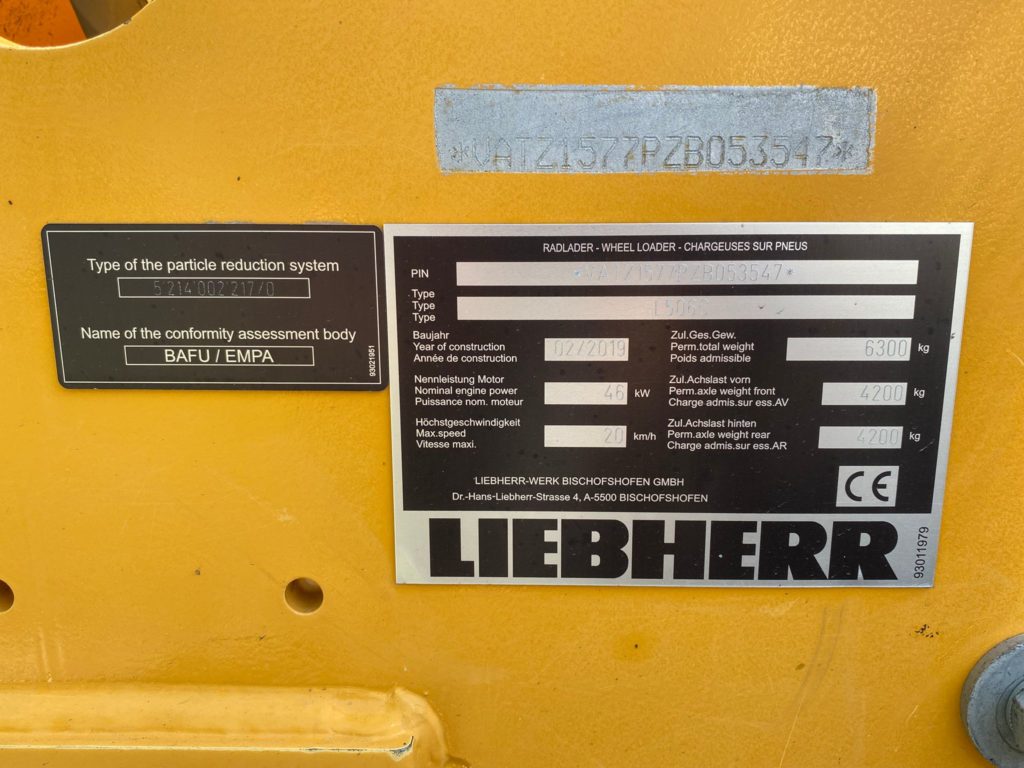 *VATZ1577PZB053547*
Type of the particle reduction system
5'214'002'217/0
Name of the conformity assessment body
BAFU / EMPA
93021951
RADLADER - WHEEL LOADER - CHARGEUSES SUR PNEUS
PIN *VATZ1577PZB053547*
Type
Type
Type
Baujahr
Year of construction 02/2019
Année de construction
Zul.Ges.Gew.
Perm.total weight 6300 kg
Poids admissible
Nennleistung Motor
Nominal engine power 46 kW
Puissance nom. moteur
Zul.Achslast vorn
Perm.axle weight front 4200 kg
Charge admis.sur ess.AV
Höchstgeschwindigkeit
Max.speed 20 km/h
Vitesse maxi.
Zul.Achslast hinten
Perm.axle weight rear 4200 kg
Charge admis.sur ess.AR
LIEBHERR-WERK BISCHOFSHOFEN GMBH
Dr.-Hans-Liebherr-Strasse 4, A-5500 BISCHOFSHOFEN
CE
LIEBHERR
93011979